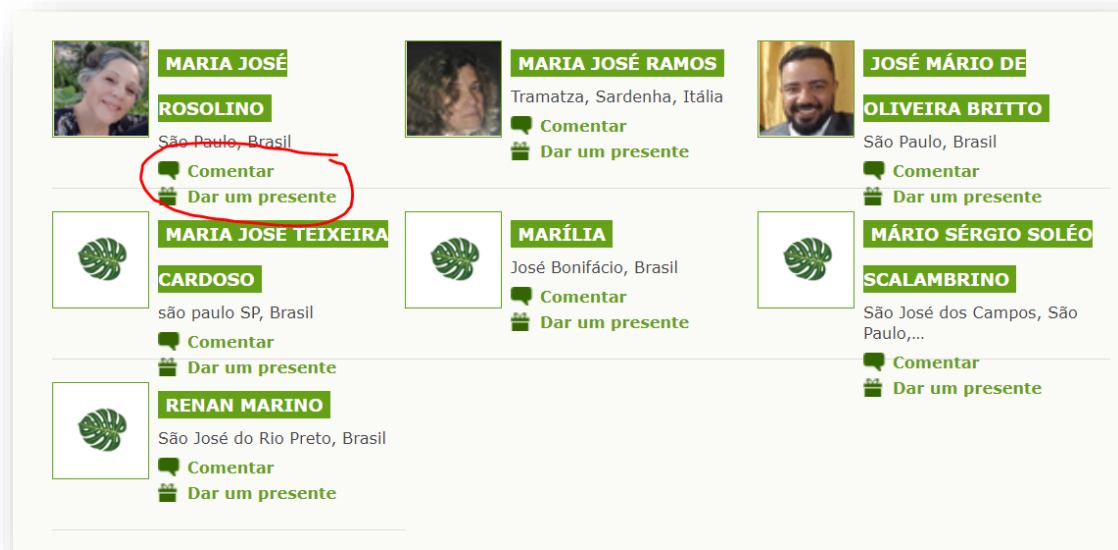 MARIA JOSÉ
ROSOLINO
São Paulo, Brasil
Comentar
Dar um presente
MARIA JOSÉ RAMOS
Tramatza, Sardenha, Itália
Comentar
Dar um presente
JOSÉ MÁRIO DE
OLIVEIRA BRITTO
São Paulo, Brasil
Comentar
Dar um presente
MARIA JOSE TEIXEIRA
CARDOSO
são paulo SP, Brasil
Comentar
Dar um presente
MARÍLIA
José Bonifácio, Brasil
Comentar
Dar um presente
MÁRIO SÉRGIO SOLÉO
SCALAMBRINO
São José dos Campos, São
Paulo,...
Comentar
Dar um presente
RENAN MARINO
São José do Rio Preto, Brasil
Comentar
Dar um presente